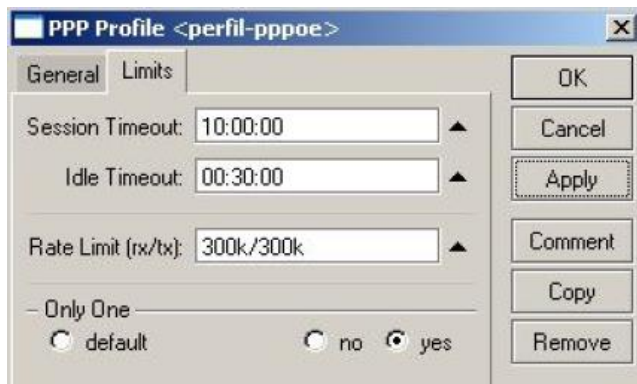 PPP Profile <perfil-pppoe>
General Limits
Session Timeout: 10:00:00
Idle Timeout: 00:30:00
Rate Limit (rx/tx): 300k/300k
Only One
default no yes
OK
Cancel
Apply
Comment
Copy
Remove